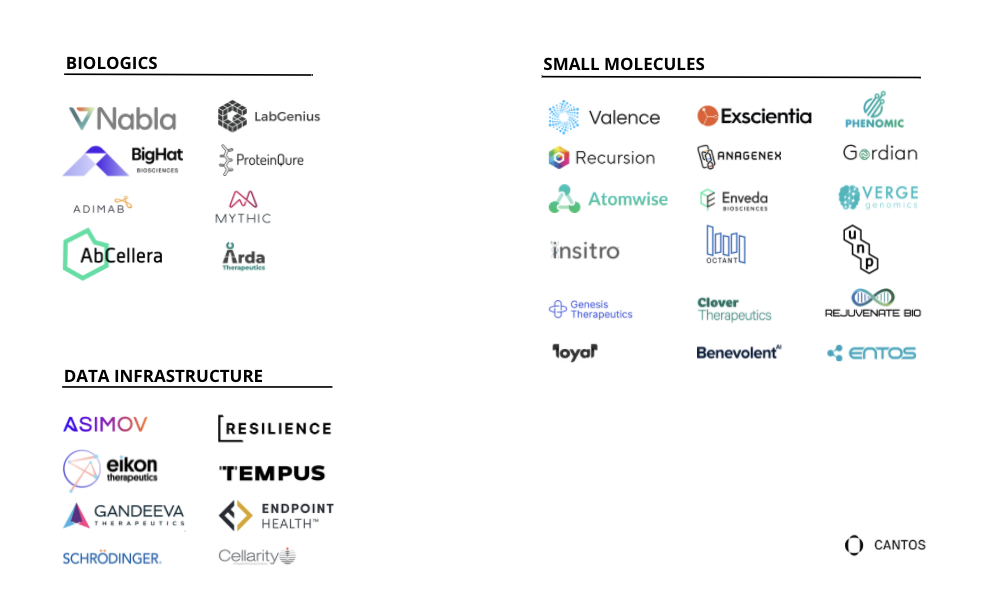 BIOLOGICS
Nabla
LabGenius
BigHat
BIOSCIENCES
ProteinQure
ADIMAB
MYTHIC
AbCellera
Arda
Therapeutics
SMALL MOLECULES
Valence
Exscientia
PHENOMIC
Recursion
ANAGENEX
Gordian
Atomwise
Enveda
BIOSCIENCES
VERGE
genomics
insitro
OCTANT
unp
Genesis
Therapeutics
Clover
Therapeutics
REJUVENATE BIO
loyal
Benevolent AI
ENTOS
DATA INFRASTRUCTURE
ASIMOV
RESILIENCE
eikon
therapeutics
TEMPUS
GANDEEVA
THERAPEUTICS
ENDPOINT
HEALTH™
SCHRÖDINGER.
Cellarity
CANTOS